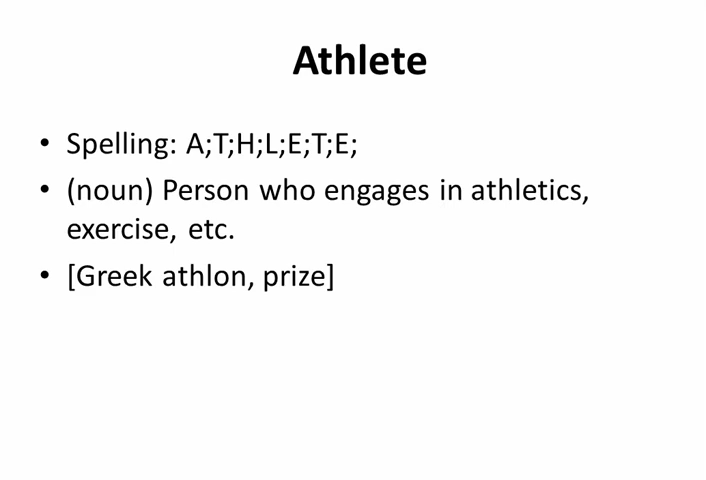 Athlete
• Spelling: A;T;H;L;E;T;E;
• (noun) Person who engages in athletics,
exercise, etc.
• [Greek athlon, prize]